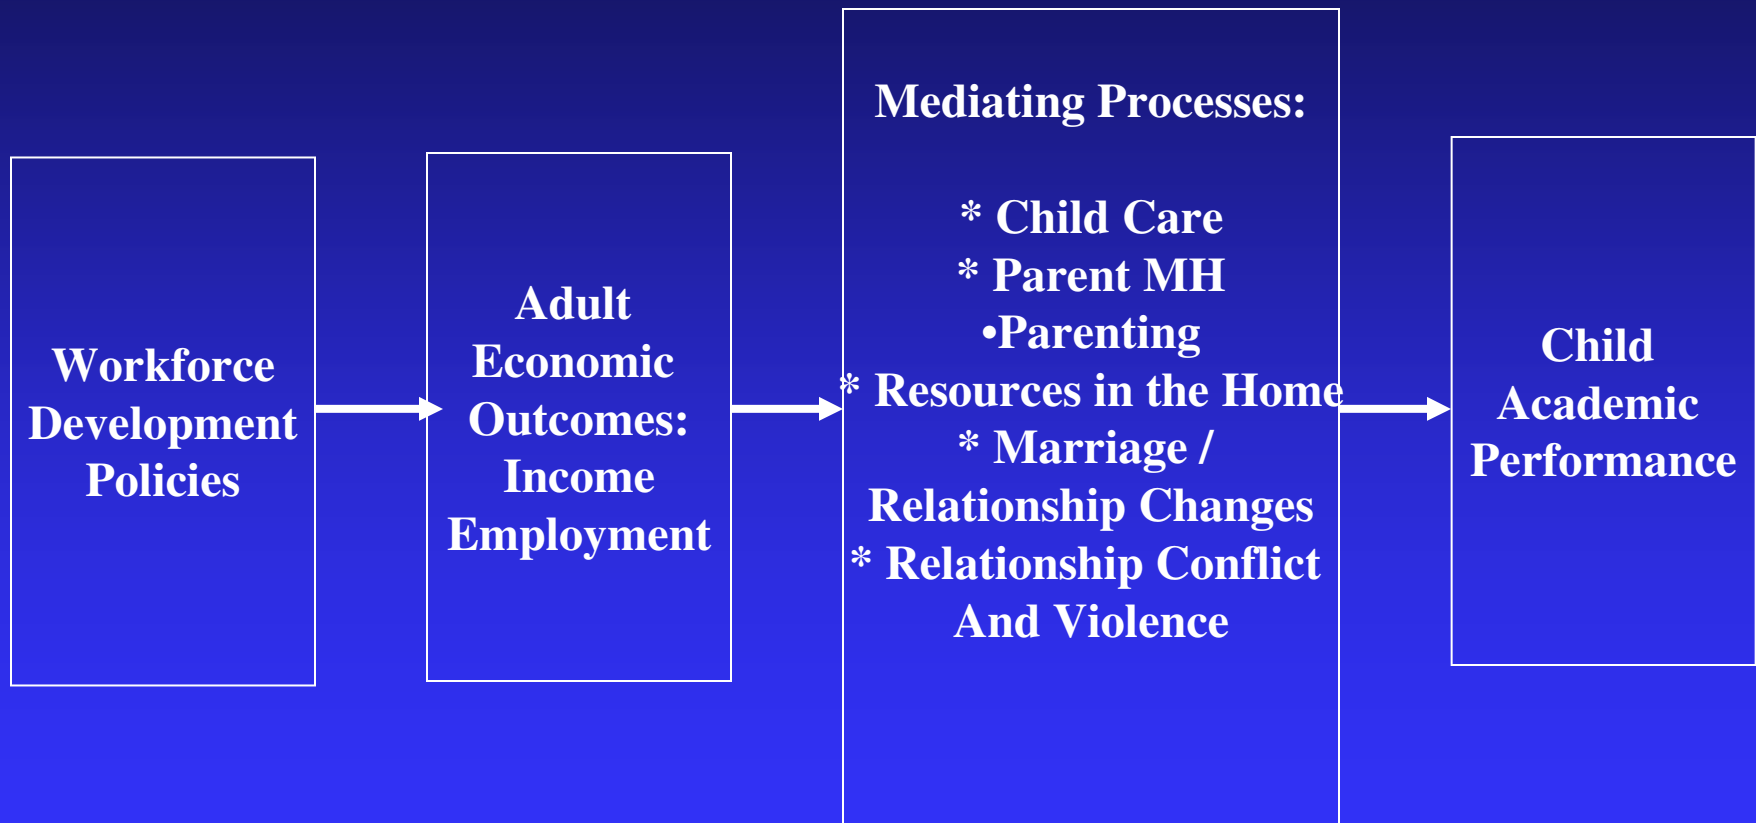 Workforce
Development
Policies
Adult
Economic
Outcomes:
Income
Employment
Mediating Processes:
* Child Care
* Parent MH
•Parenting
* Resources in the Home
* Marriage /
Relationship Changes
* Relationship Conflict
And Violence
Child
Academic
Performance